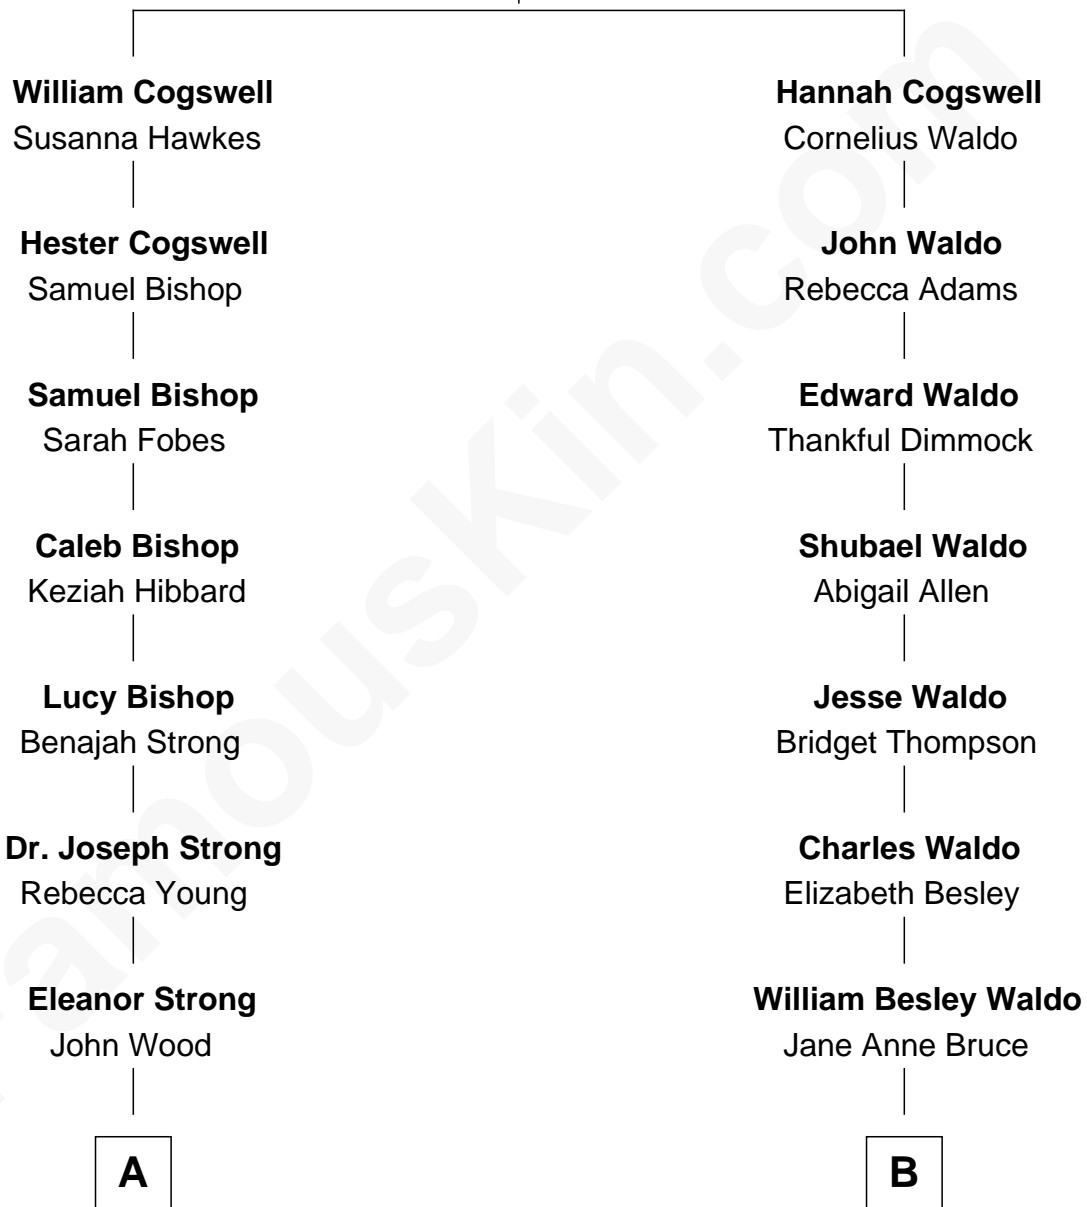 William Cogswell
Susanna Hawkes
Hester Cogswell
Samuel Bishop
Samuel Bishop
Sarah Fobes
Caleb Bishop
Keziah Hibbard
Lucy Bishop
Benajah Strong
Dr. Joseph Strong
Rebecca Young
Eleanor Strong
John Wood
A
Hannah Cogswell
Cornelius Waldo
John Waldo
Rebecca Adams
Edward Waldo
Thankful Dimmock
Shubael Waldo
Abigail Allen
Jesse Waldo
Bridget Thompson
Charles Waldo
Elizabeth Besley
William Besley Waldo
Jane Anne Bruce
B
FamousKin.com